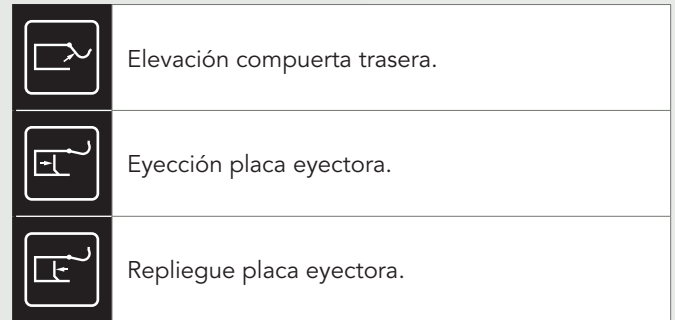 Elevación compuerta trasera.
Eyección placa eyectora.
Repliegue placa eyectora.